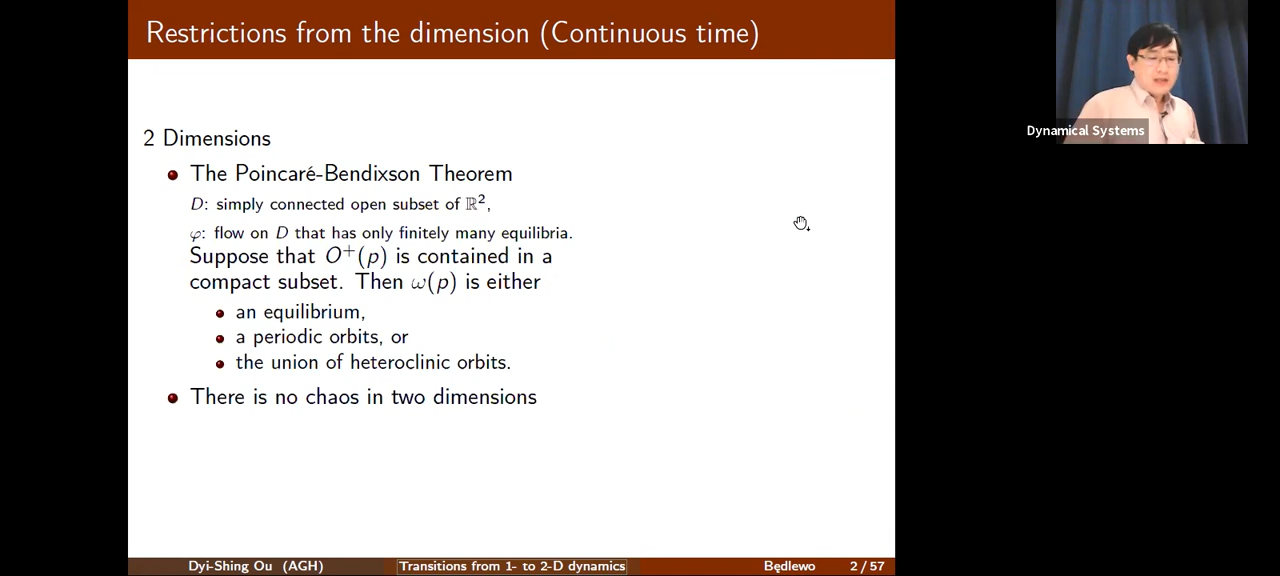 Restrictions from the dimension (Continuous time)
2 Dimensions
The Poincaré-Bendixson Theorem
D: simply connected open subset of ℝ²,
φ: flow on D that has only finitely many equilibria.
Suppose that O⁺(p) is contained in a
compact subset. Then ω(p) is either
an equilibrium,
a periodic orbits, or
the union of heteroclinic orbits.
There is no chaos in two dimensions
Dyi-Shing Ou (AGH) Transitions from 1- to 2-D dynamics Będlewo 2 / 57
Dynamical Systems